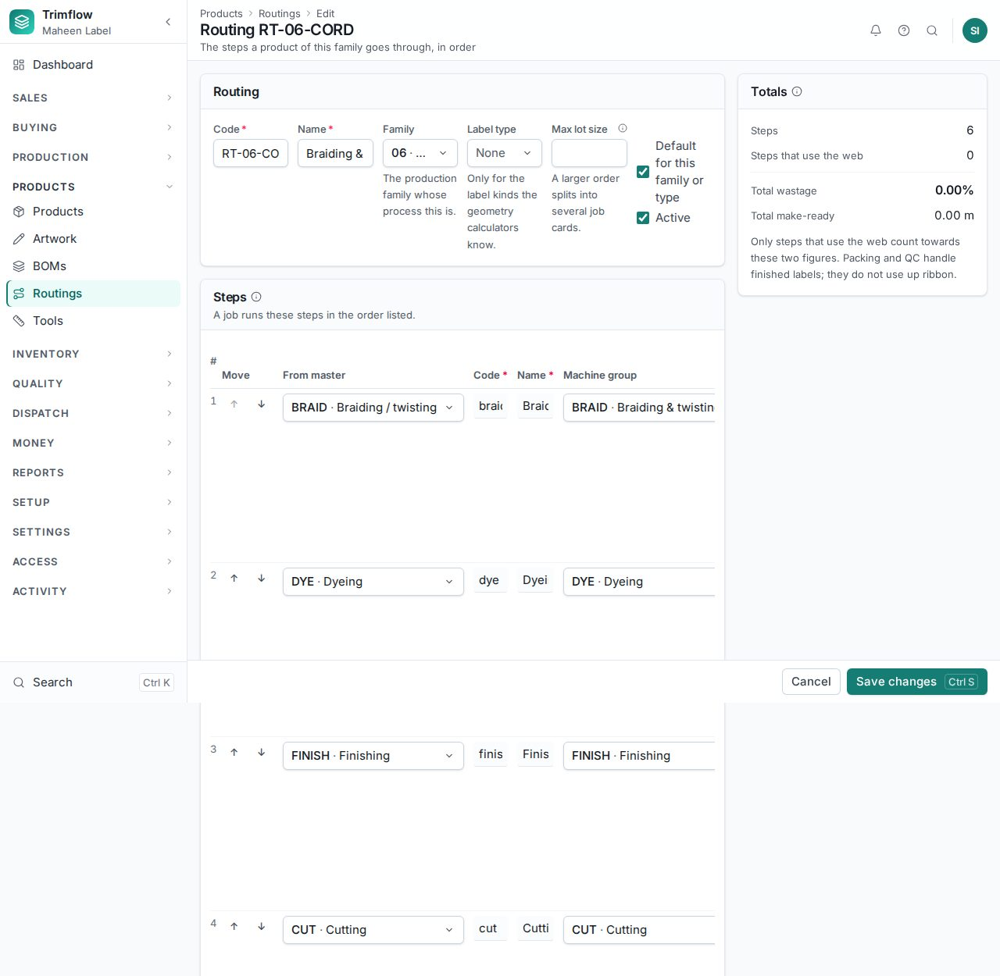 Trimflow
Maheen Label
Dashboard
SALES
BUYING
PRODUCTION
PRODUCTS
Products
Artwork
BOMs
Routings
Tools
INVENTORY
QUALITY
DISPATCH
MONEY
REPORTS
SETUP
SETTINGS
ACCESS
ACTIVITY
Search Ctrl K
Products > Routings > Edit
Routing RT-06-CORD
The steps a product of this family goes through, in order
SI
Routing
Code * Name * Family Label type Max lot size
RT-06-CO Braiding & 06 · ... None
The production
family whose
process this is.
Only for the
label kinds the
geometry
calculators
know.
A larger order
splits into
several job
cards.
Default
for this
family or
type
Active
Totals
Steps 6
Steps that use the web 0
Total wastage 0.00%
Total make-ready 0.00 m
Only steps that use the web count towards
these two figures. Packing and QC handle
finished labels; they do not use up ribbon.
Steps
A job runs these steps in the order listed.
# Move From master Code * Name * Machine group
1 BRAID · Braiding / twisting braid Braid BRAID · Braiding & twistin
2 DYE · Dyeing dye Dyei DYE · Dyeing
3 FINISH · Finishing finis Finis FINISH · Finishing
4 CUT · Cutting cut Cutti CUT · Cutting
Cancel Save changes Ctrl S